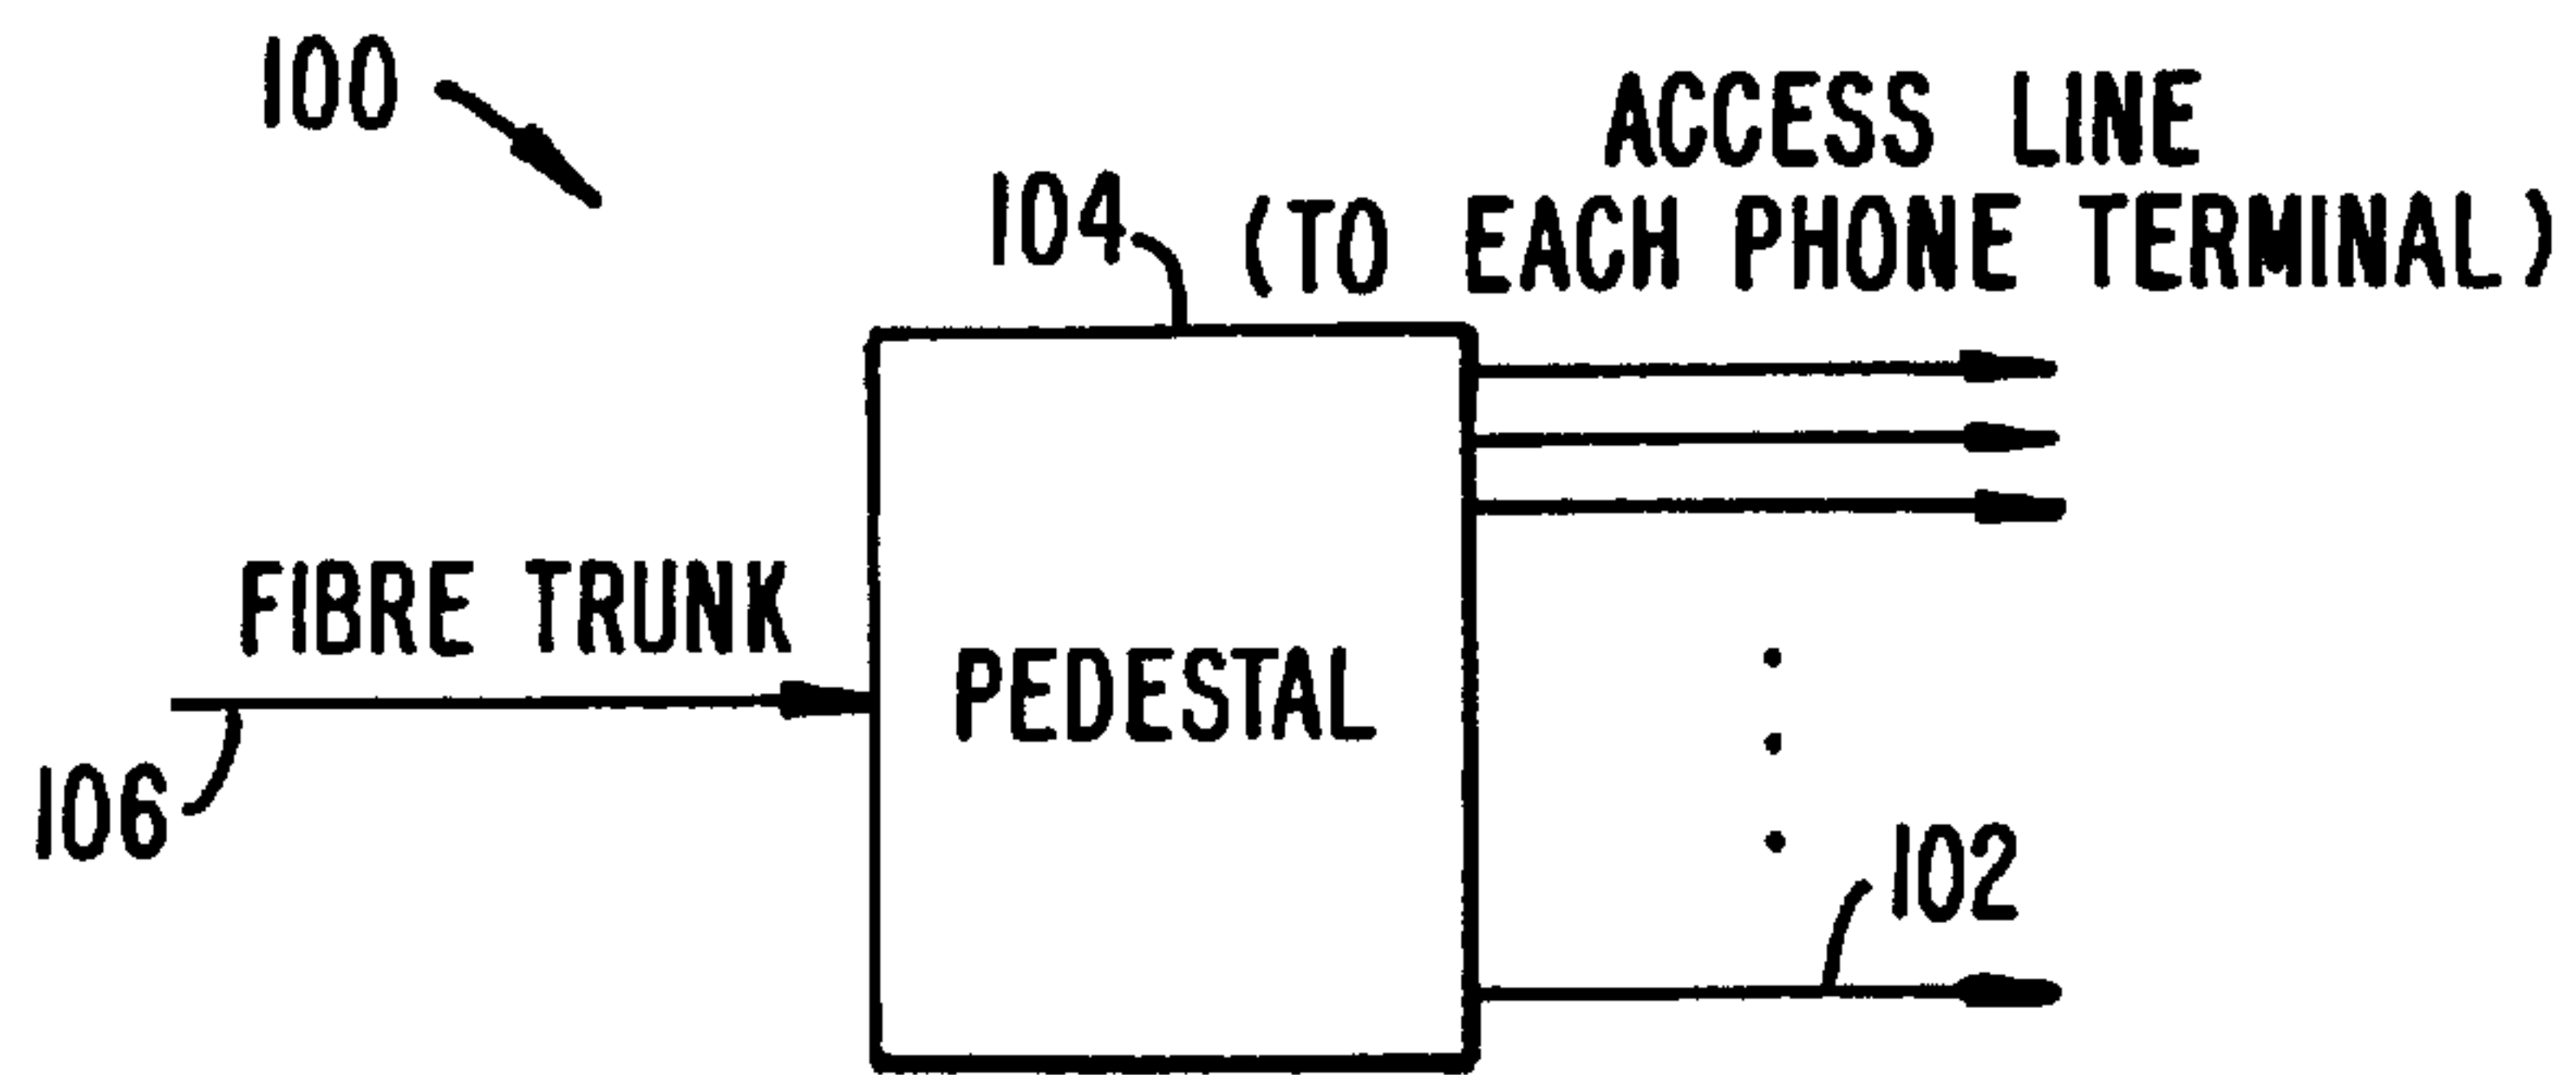 100
ACCESS LINE
104
(TO EACH PHONE TERMINAL)
FIBRE TRUNK
PEDESTAL
106
102